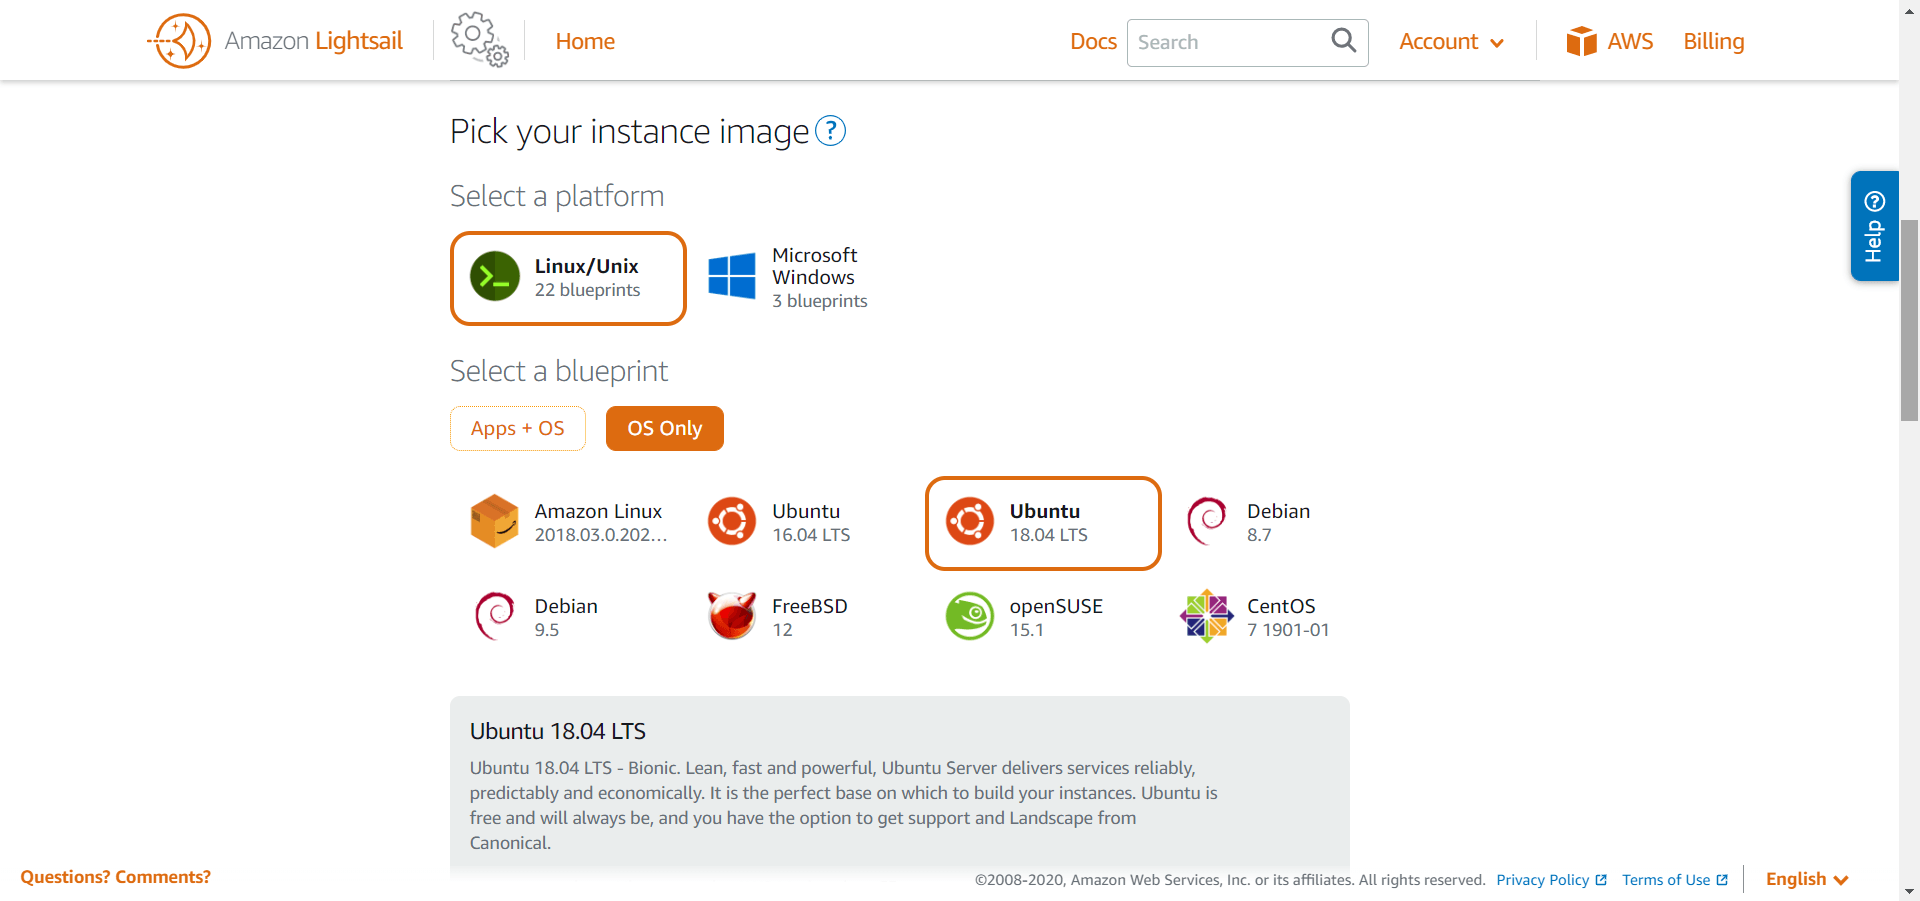 Amazon Lightsail
Home
Docs
Search
Account
AWS
Billing
Pick your instance image ?
Select a platform
Linux/Unix
22 blueprints
Microsoft
Windows
3 blueprints
Help ?
Select a blueprint
Apps + OS
OS Only
Amazon Linux
2018.03.0.202...
Ubuntu
16.04 LTS
Ubuntu
18.04 LTS
Debian
8.7
Debian
9.5
FreeBSD
12
openSUSE
15.1
CentOS
7 1901-01
Ubuntu 18.04 LTS
Ubuntu 18.04 LTS - Bionic. Lean, fast and powerful, Ubuntu Server delivers services reliably,
predictably and economically. It is the perfect base on which to build your instances. Ubuntu is
free and will always be, and you have the option to get support and Landscape from
Canonical.
Questions? Comments?
©2008-2020, Amazon Web Services, Inc. or its affiliates. All rights reserved.
Privacy Policy
Terms of Use
English